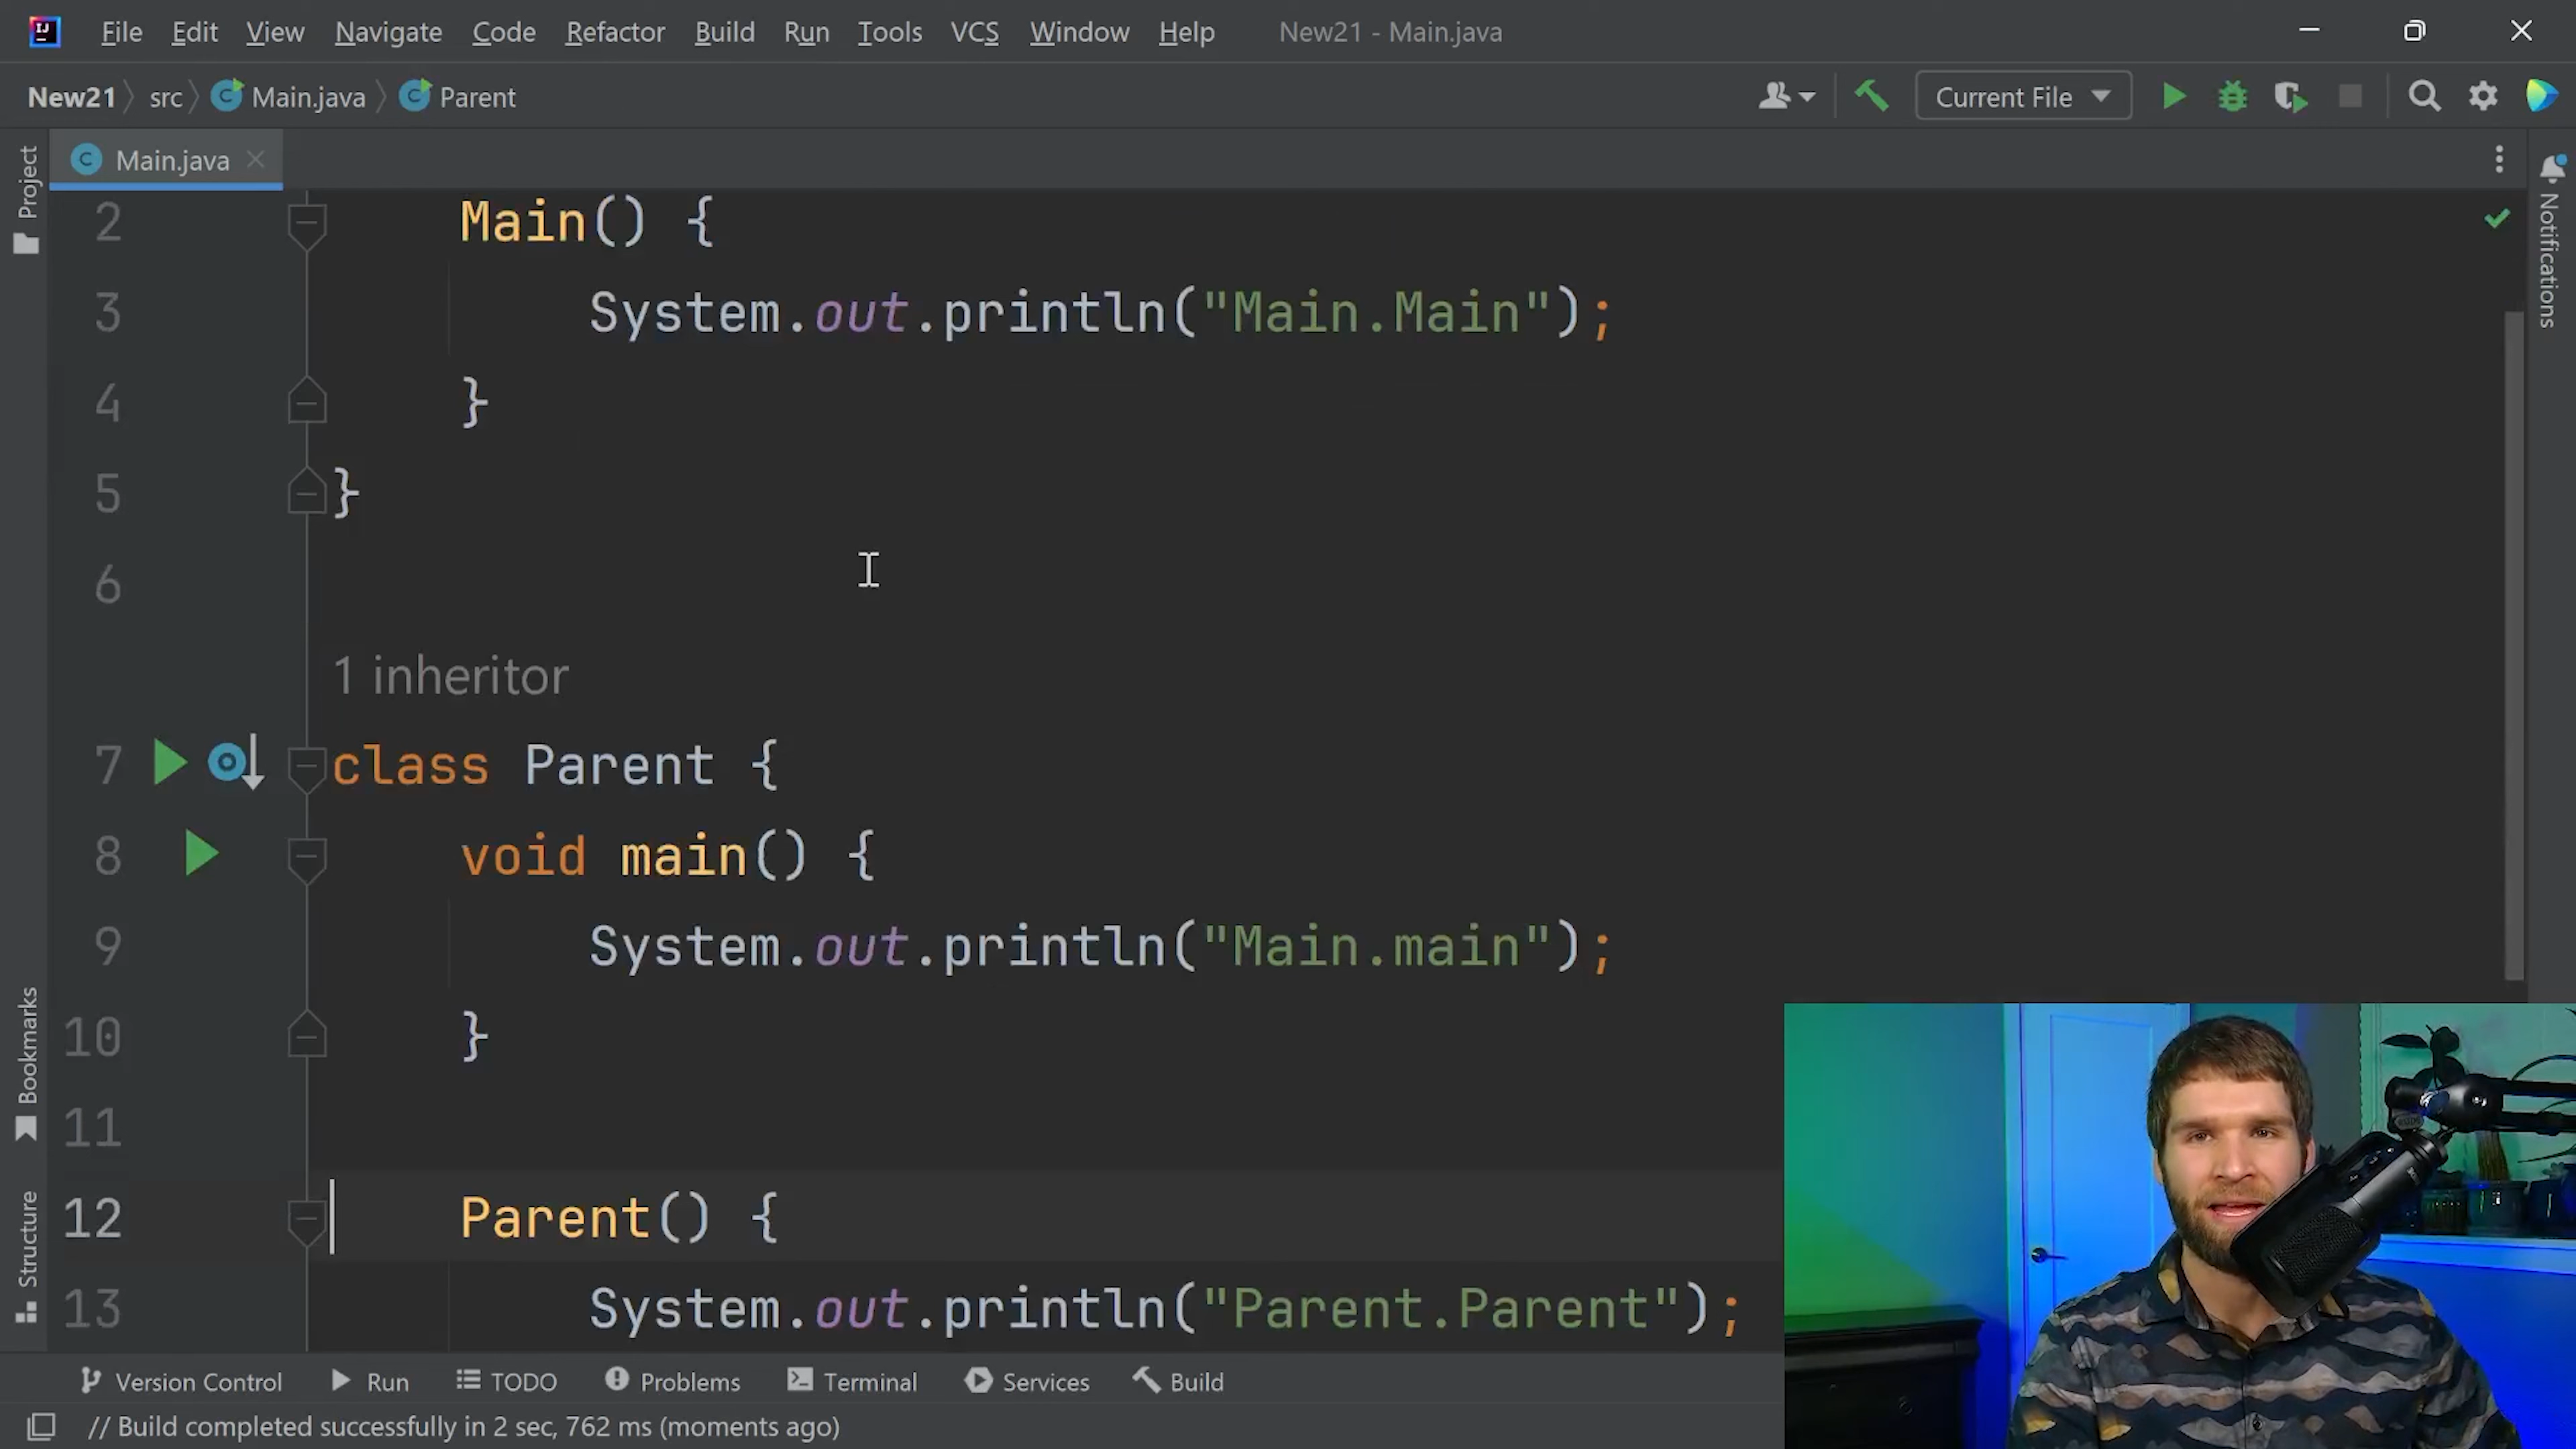 File Edit View Navigate Code Refactor Build Run Tools VCS Window Help New21 - Main.java
New21 src Main.java Parent Current File
Project
Main.java
Notifications
2 Main() {
3 System.out.println("Main.Main");
4 }
5 }
6
1 inheritor
7 class Parent {
8 void main() {
9 System.out.println("Main.main");
10 }
11
12 Parent() {
13 System.out.println("Parent.Parent");
Bookmarks
Structure
Version Control Run TODO Problems Terminal Services Build
// Build completed successfully in 2 sec, 762 ms (moments ago)